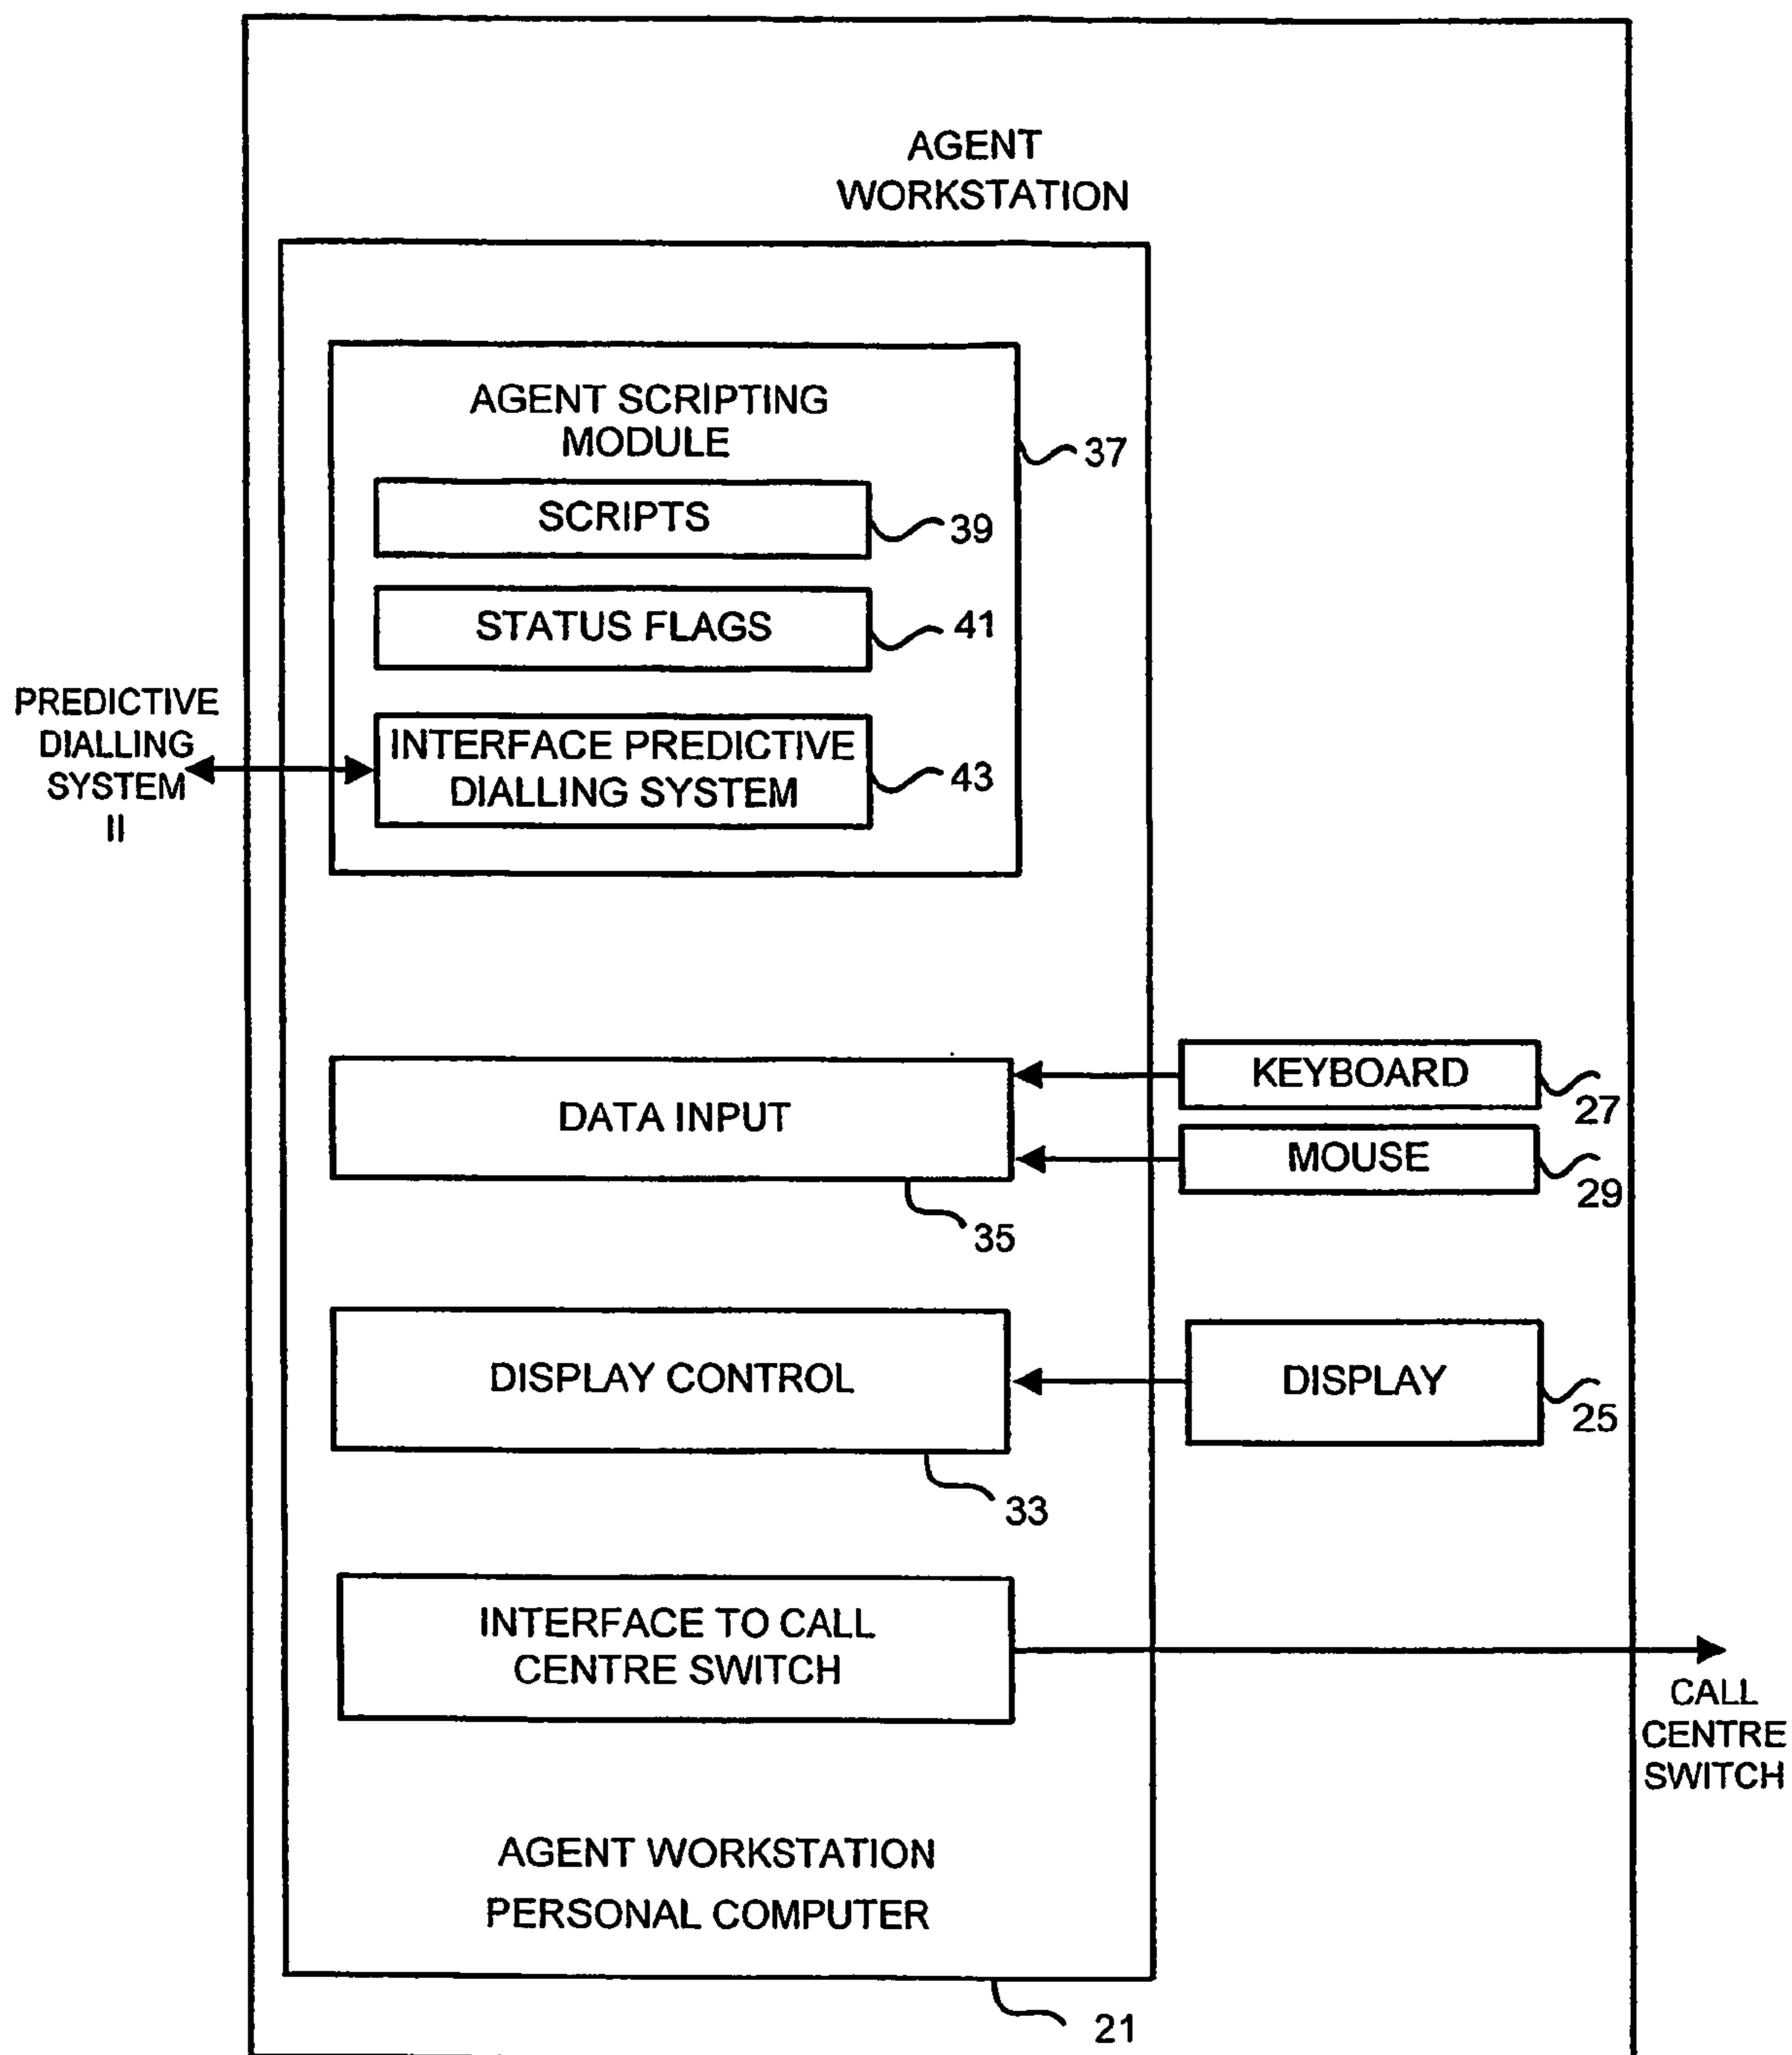 AGENT
WORKSTATION
AGENT SCRIPTING
MODULE
37
SCRIPTS
39
STATUS FLAGS
41
PREDICTIVE
DIALLING
SYSTEM
II
INTERFACE PREDICTIVE
DIALLING SYSTEM
43
DATA INPUT
35
KEYBOARD
27
MOUSE
29
DISPLAY CONTROL
33
DISPLAY
25
INTERFACE TO CALL
CENTRE SWITCH
CALL
CENTRE
SWITCH
AGENT WORKSTATION
PERSONAL COMPUTER
21